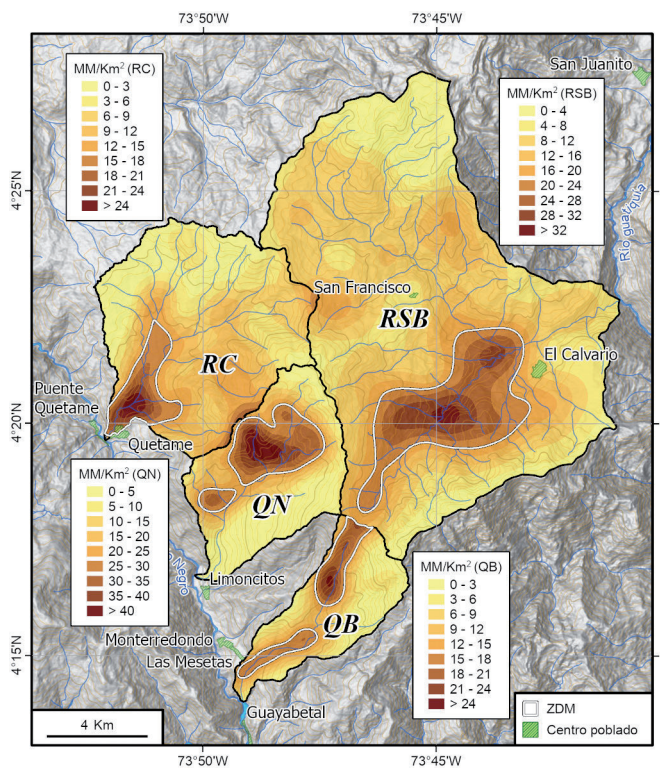 73°50'W
73°45'W
San Juanito
MM/Km² (RC)
0 - 3
3 - 6
6 - 9
9 - 12
12 - 15
15 - 18
18 - 21
21 - 24
> 24
MM/Km² (RSB)
0 - 4
4 - 8
8 - 12
12 - 16
16 - 20
20 - 24
24 - 28
28 - 32
> 32
4°25'N
Río guatiquía
San Francisco
RSB
RC
El Calvario
Puente
Quetame
4°20'N
Quetame
MM/Km² (QN)
0 - 5
5 - 10
10 - 15
15 - 20
20 - 25
25 - 30
30 - 35
35 - 40
> 40
QN
Negro
Limoncitos
MM/Km² (QB)
0 - 3
3 - 6
6 - 9
9 - 12
12 - 15
15 - 18
18 - 21
21 - 24
> 24
QB
Monterredondo
4°15'N
Las Mesetas
Guayabetal
4 Km
ZDM
Centro poblado
73°50'W
73°45'W